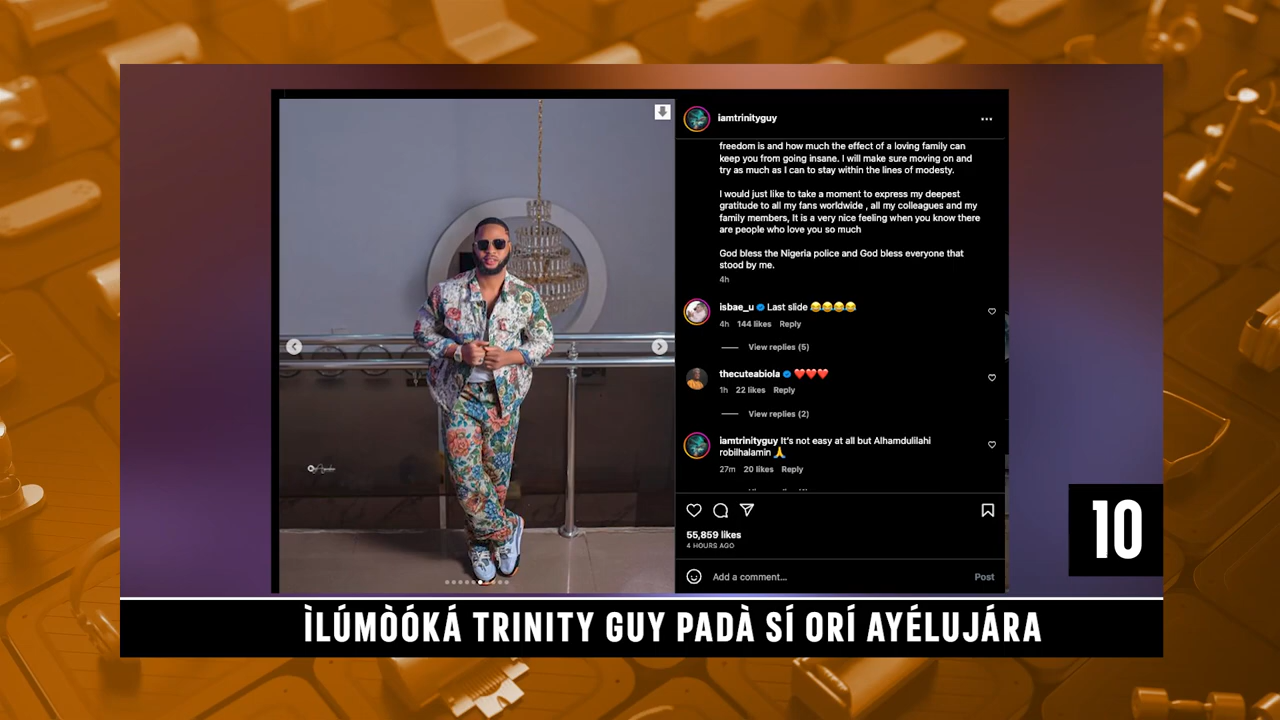 iamtrinityguy
freedom is and how much the effect of a loving family can
keep you from going insane. I will make sure moving on and
try as much as I can to stay within the lines of modesty.
I would just like to take a moment to express my deepest
gratitude to all my fans worldwide , all my colleagues and my
family members, It is a very nice feeling when you know there
are people who love you so much
God bless the Nigeria police and God bless everyone that
stood by me.
4h
isbae_u Last slide 😂😂😂😂
4h 144 likes Reply
View replies (5)
thecuteabiola ❤️❤️❤️
1h 22 likes Reply
View replies (2)
iamtrinityguy It's not easy at all but Alhamdulilahi
robilhalamin 🙏
27m 20 likes Reply
55,859 likes
4 HOURS AGO
Add a comment... Post
10
ÌLÚMÒÓKÁ TRINITY GUY PADÀ SÍ ORÍ AYÉLUJÁRA